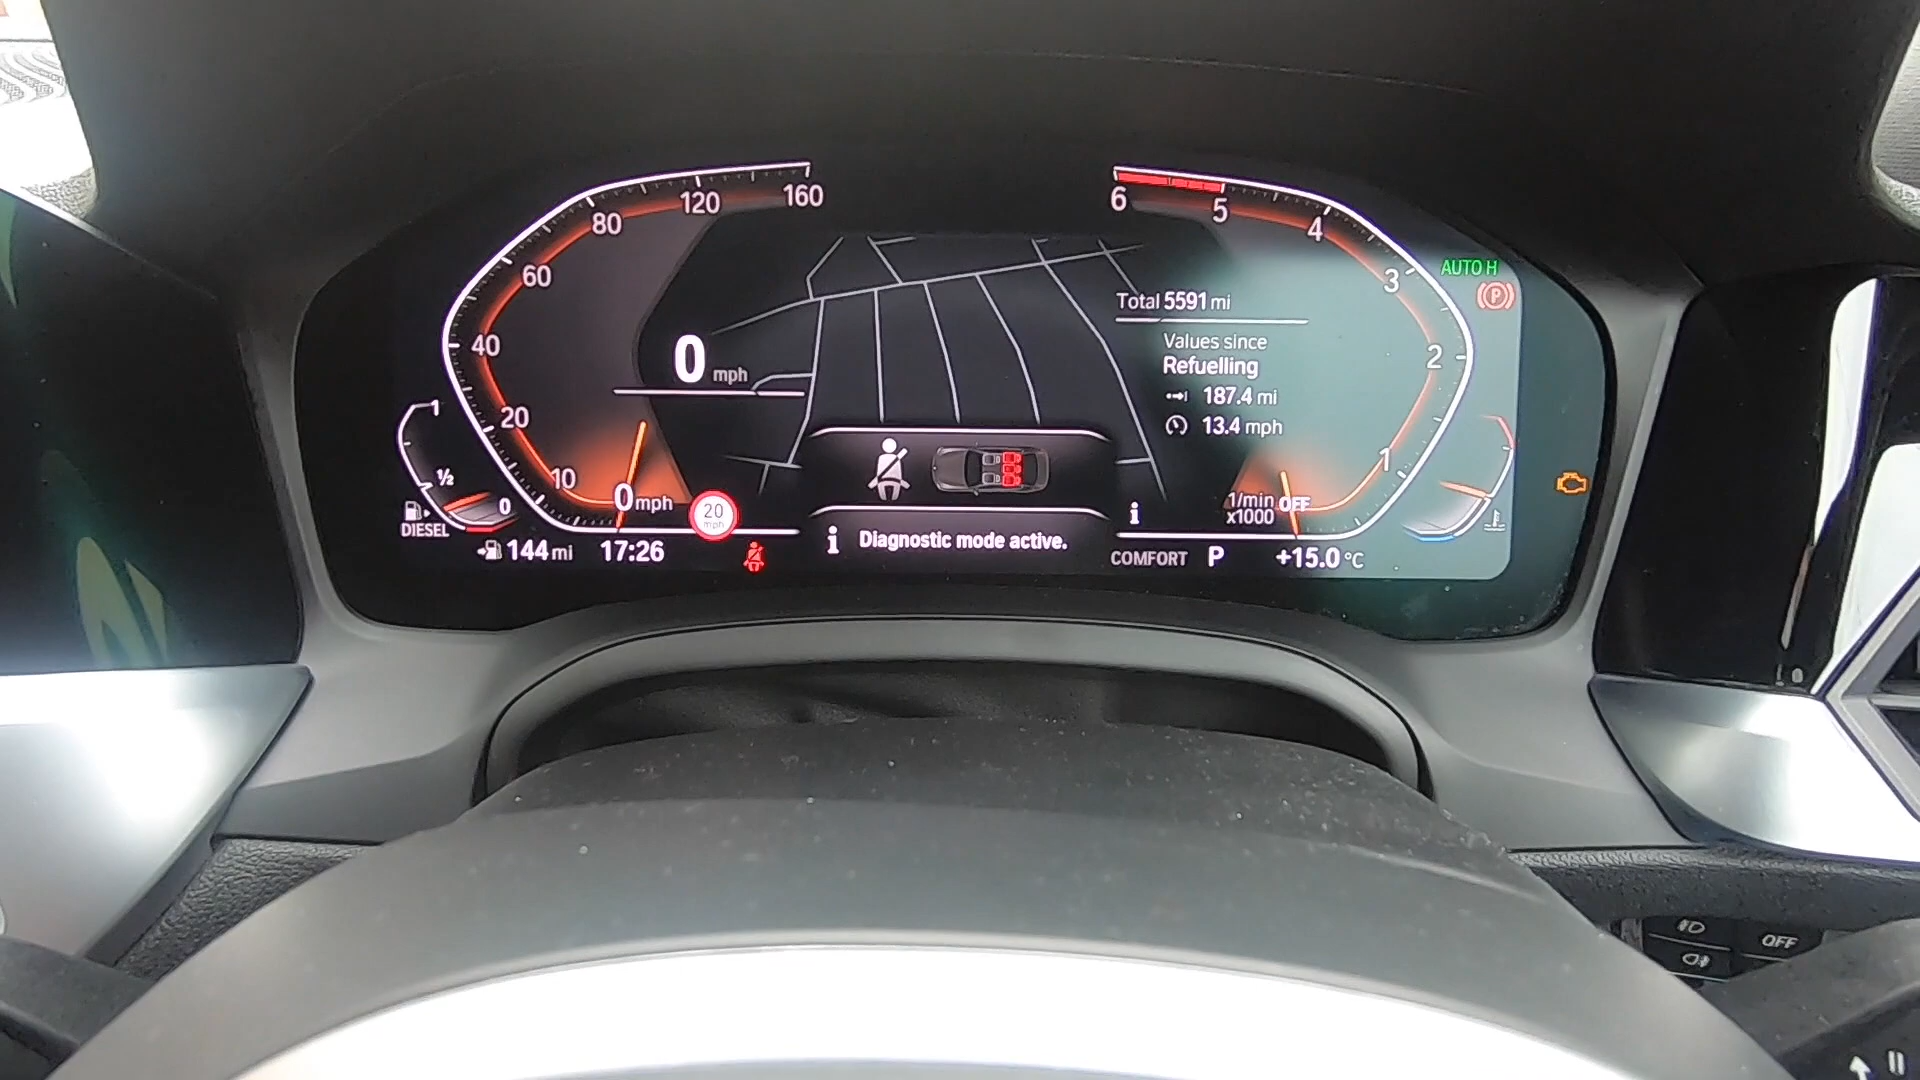 160
120
80
60
40
20
10
0 mph
0 mph
20
mph
1
½
0
DIESEL
144 mi
17:26
i Diagnostic mode active.
6
5
4
3
2
1
AUTO H
P
Total 5591 mi
Values since
Refuelling
187.4 mi
13.4 mph
i
1/min OFF
x1000
COMFORT P +15.0 °C
OFF